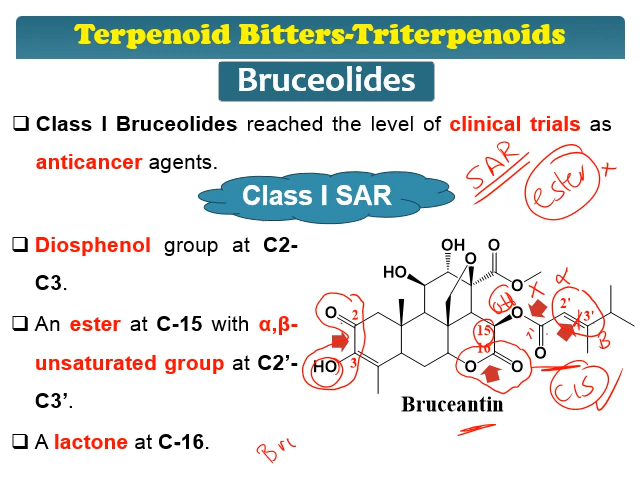 Terpenoid Bitters-Triterpenoids
Bruceolides
❑ Class I Bruceolides reached the level of clinical trials as
anticancer agents.
SAR
ester x
Class I SAR
❑ Diosphenol group at C2-
C3.
❑ An ester at C-15 with α,β-
unsaturated group at C2'-
C3'.
❑ A lactone at C-16.
OH
O
O
HO
O
OH
X
α
O
2
O
2'
3'
15
16
1'
O
B
3
HO
O
O
CIS
Bruceantin
Bru